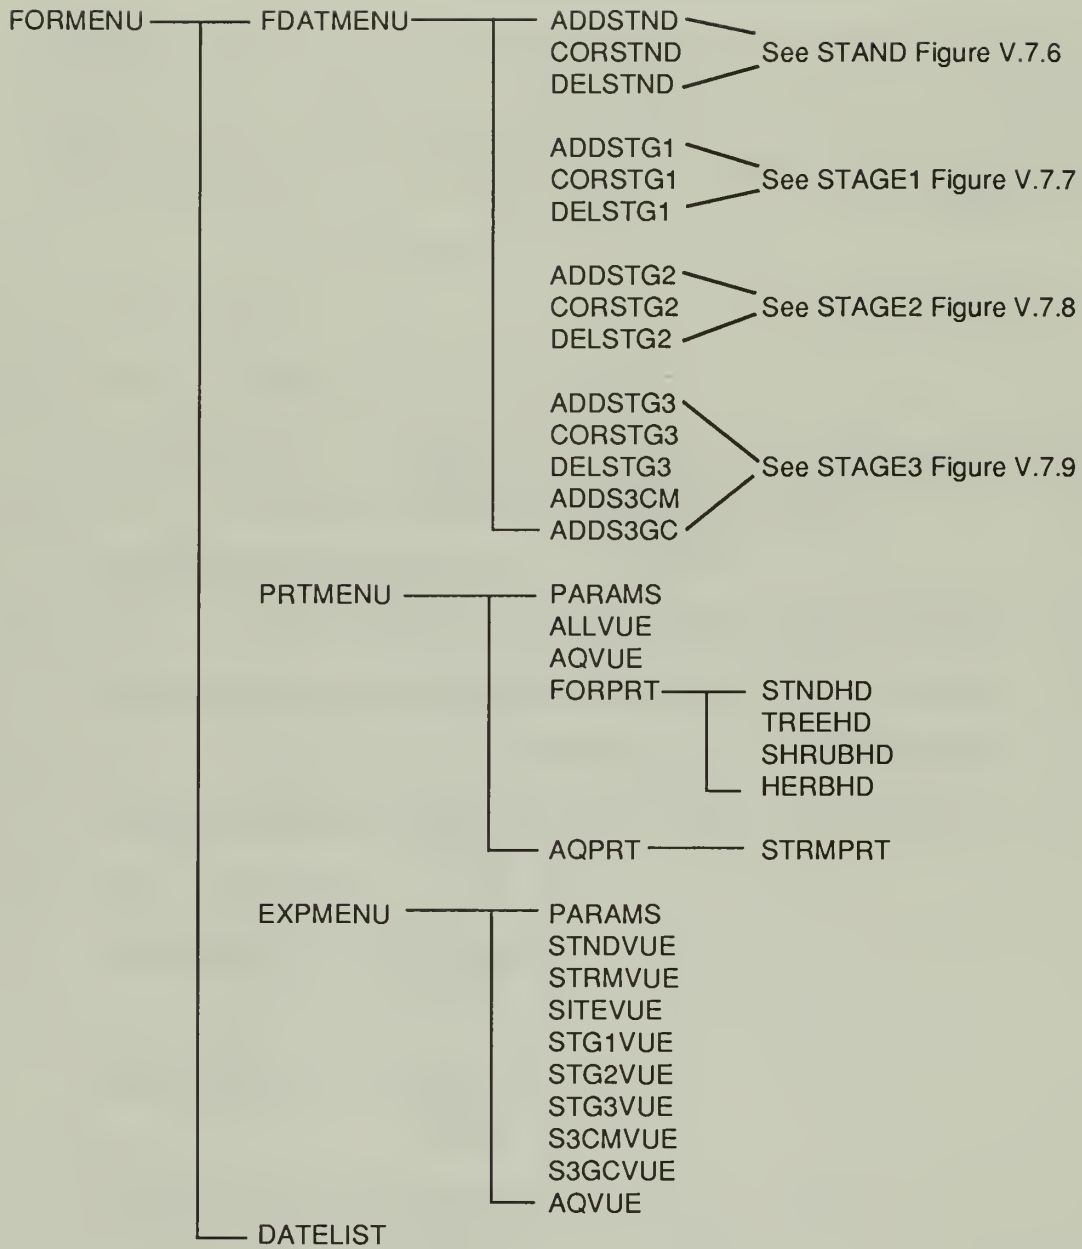 FORMENU FDATMENU ADDSTND
CORSTND See STAND Figure V.7.6
DELSTND
ADDSTG1
CORSTG1 See STAGE1 Figure V.7.7
DELSTG1
ADDSTG2
CORSTG2 See STAGE2 Figure V.7.8
DELSTG2
ADDSTG3
CORSTG3
DELSTG3 See STAGE3 Figure V.7.9
ADDS3CM
ADDS3GC
PRTMENU PARAMS
ALLVUE
AQVUE
FORPRT STNDHD
TREEHD
SHRUBHD
HERBHD
AQPRT STRMPRT
EXPMENU PARAMS
STNDVUE
STRMVUE
SITEVUE
STG1VUE
STG2VUE
STG3VUE
S3CMVUE
S3GCVUE
AQVUE
DATELIST